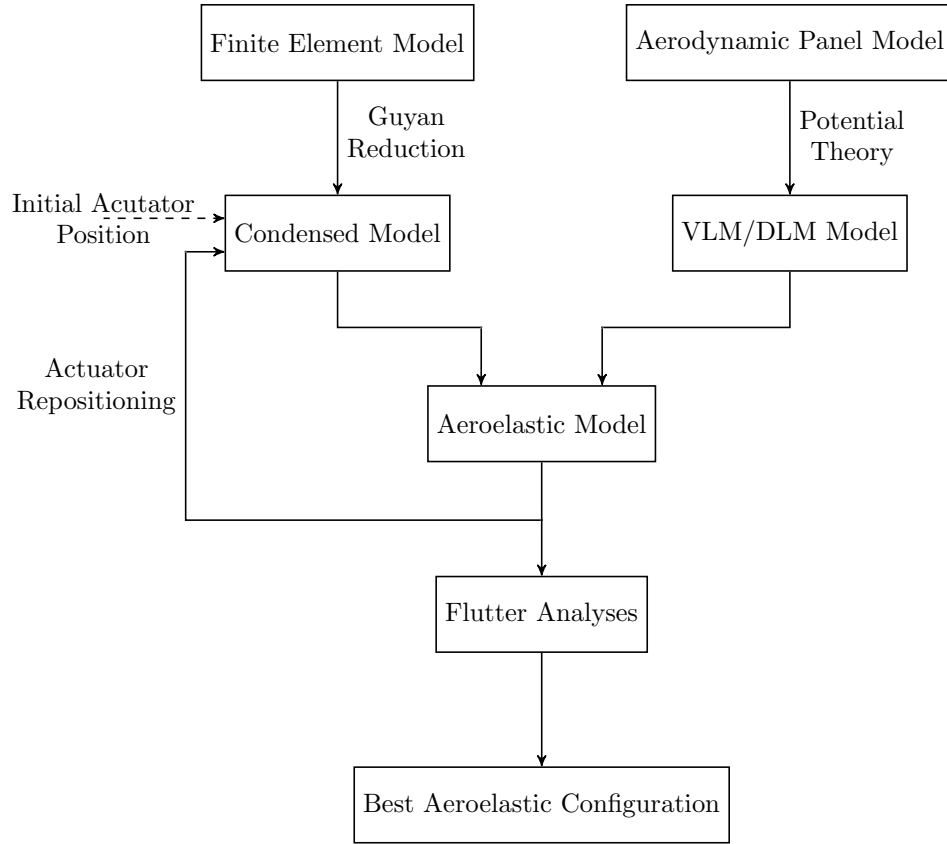 Finite Element Model
Aerodynamic Panel Model
Guyan
Reduction
Potential
Theory
Initial Acutator
Position
Condensed Model
VLM/DLM Model
Actuator
Repositioning
Aeroelastic Model
Flutter Analyses
Best Aeroelastic Configuration